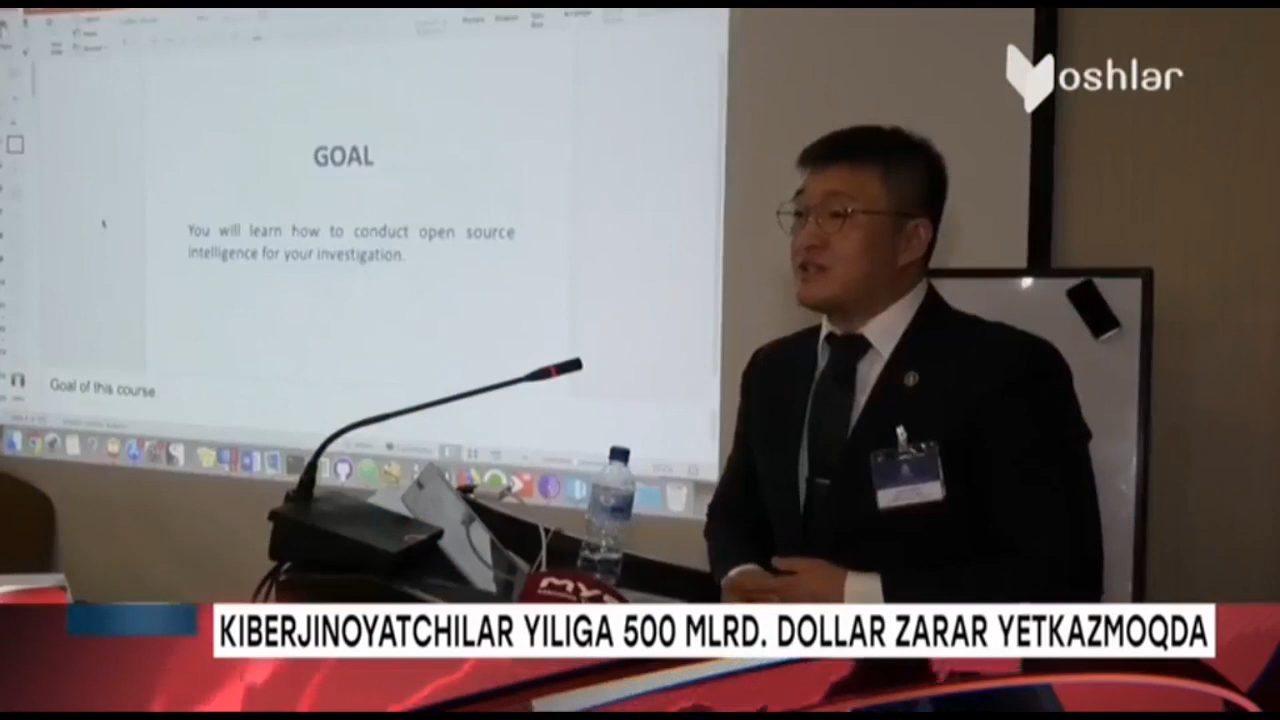 oshlar
GOAL
You will learn how to conduct open source
intelligence for your investigation.
Goal of this course
KIBERJINOYATCHILAR YILIGA 500 MLRD. DOLLAR ZARAR YETKAZMOQDA